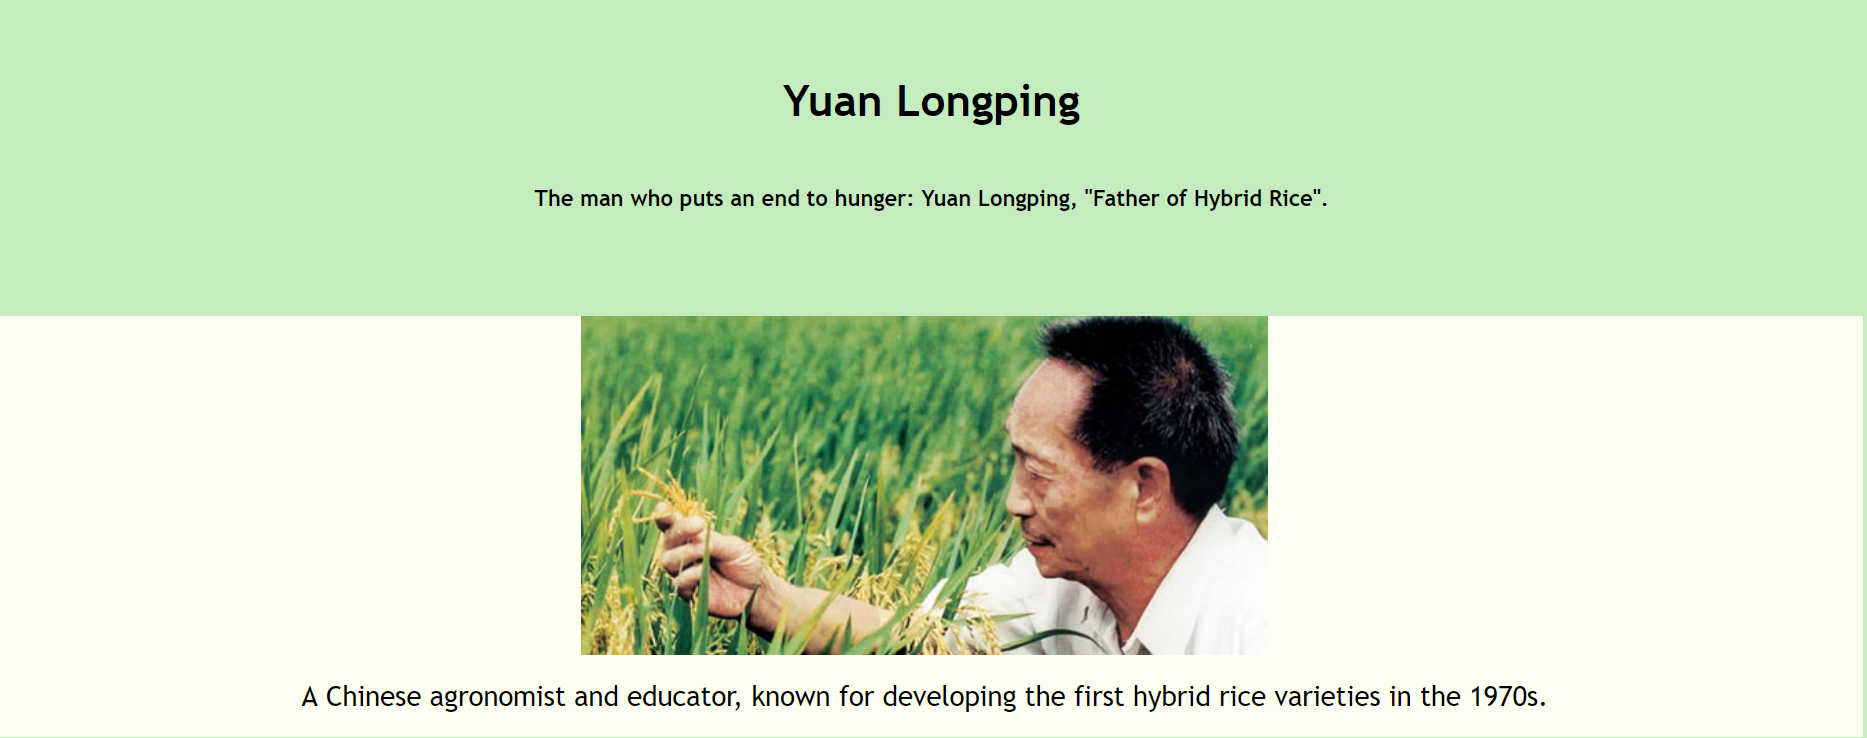 Yuan Longping
The man who puts an end to hunger: Yuan Longping, "Father of Hybrid Rice".
A Chinese agronomist and educator, known for developing the first hybrid rice varieties in the 1970s.